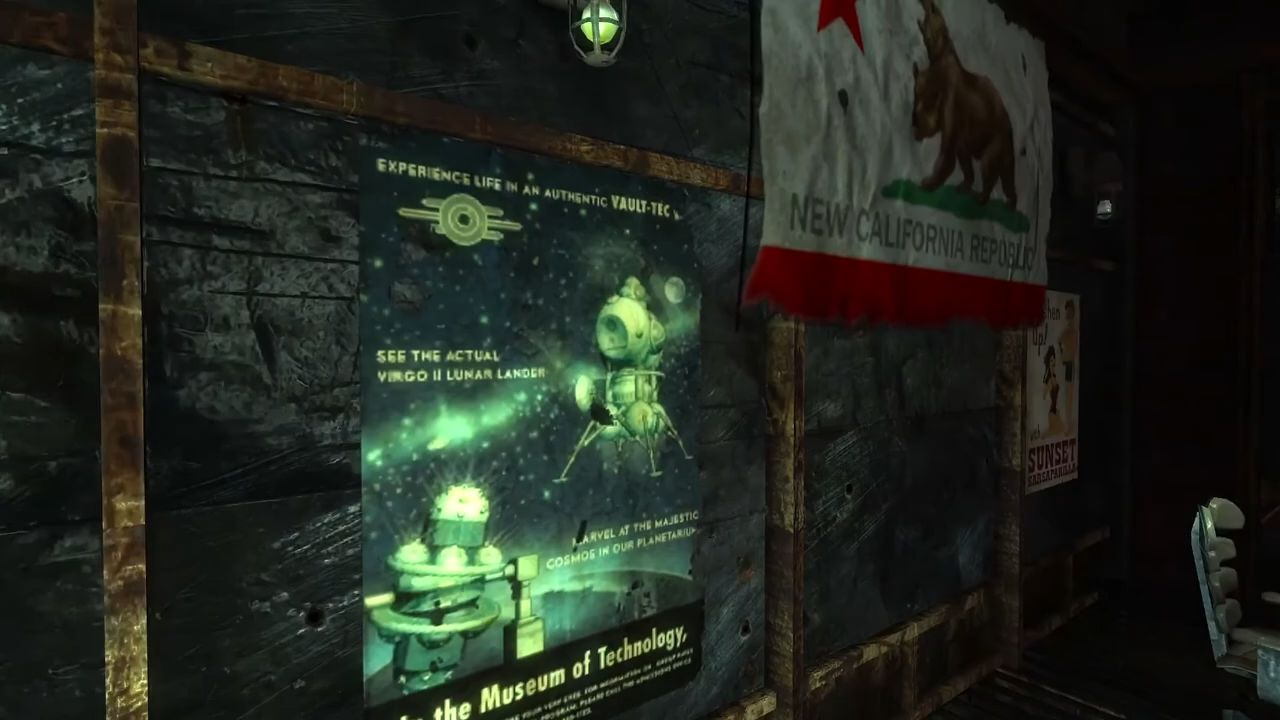 EXPERIENCE LIFE IN AN AUTHENTIC VAULT-TEC
SEE THE ACTUAL
VIRGO II LUNAR LANDER
MARVEL AT THE MAJESTIC
COSMOS IN OUR PLANETARIUM
the Museum of Technology,
NEW CALIFORNIA REPUBLIC
Up!
with
SUNSET
SARSAPARILLA